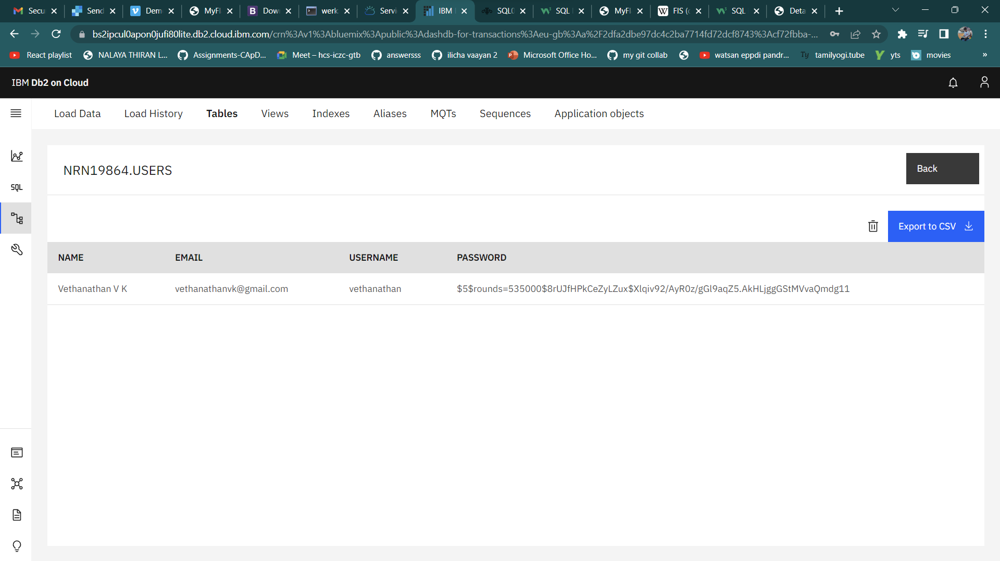 Secu
Send
Dem
MyFl
Dow
werk
Servi
IBM
SQL0
SQL
MyFl
FIS (c
SQL
Deta
bs2ipcul0apon0jufi80lite.db2.cloud.ibm.com/crn%3Av1%3Abluemix%3Apublic%3Adashdb-for-transactions%3Aeu-gb%3Aa%2F2dfa2dbe97dc4c2ba7714fd72dcf8743%3Acf72fbba-...
React playlist
NALAYA THIRAN L...
Assignments-CApD...
Meet – hcs-iczc-gtb
answersss
ilicha vaayan 2
Microsoft Office Ho...
my git collab
watsan eppdi pandr...
Ty tamilyogi.tube
yts
movies
»
IBM Db2 on Cloud
Load Data
Load History
Tables
Views
Indexes
Aliases
MQTs
Sequences
Application objects
SQL
NRN19864.USERS
Back
Export to CSV
NAME EMAIL USERNAME PASSWORD
Vethanathan V K vethanathanvk@gmail.com vethanathan $5$rounds=535000$8rUJfHPkCeZyLZux$Xlqiv92/AyR0z/gGl9aqZ5.AkHLjggGStMVvaQmdg11